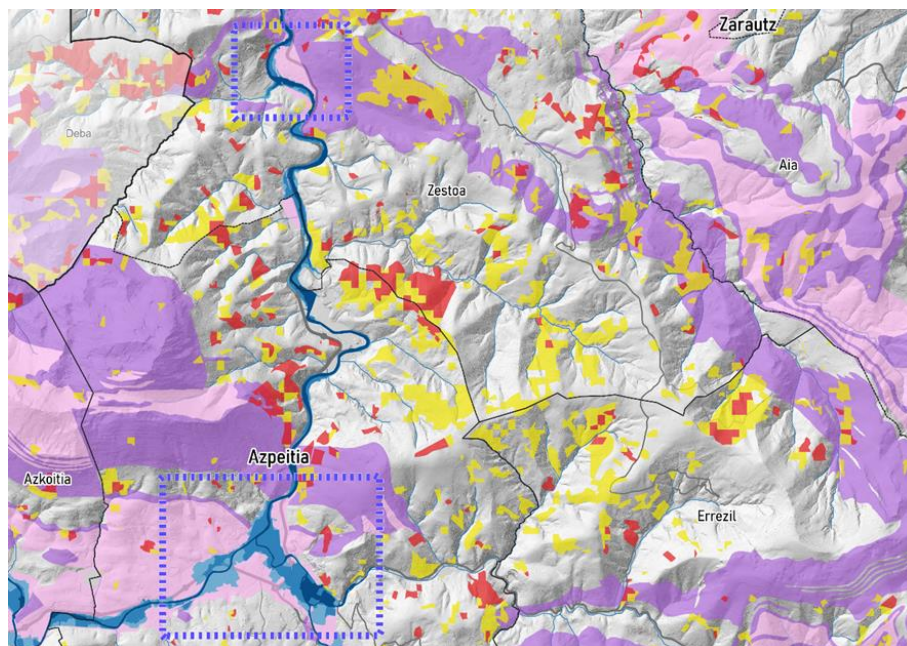 Zarautz
Deba
Aia
Zestoa
Azpeitia
Azkoitia
Errezil